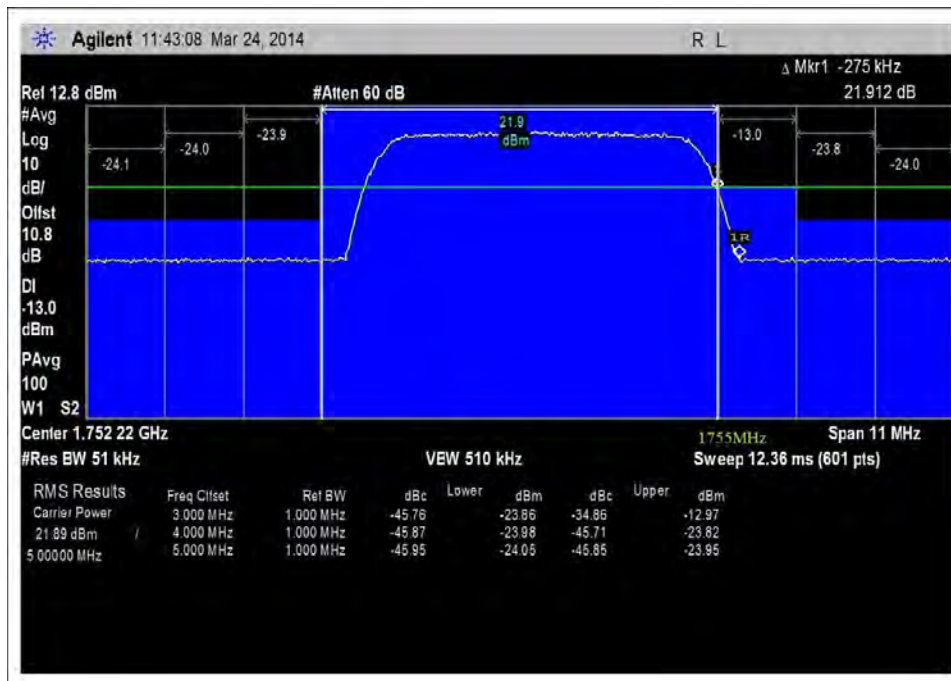 Agilent 11:43:08 Mar 24, 2014 R L
Δ Mkr1 -275 kHz
Ref 12.8 dBm #Atten 60 dB 21.912 dB
#Avg
Log
10
dB/
Offst
10.8
dB
DI
-13.0
dBm
PAvg
100
W1 S2
-24.1 -24.0 -23.9 21.9 dBm -13.0 -23.8 -24.0
1
1R
Center 1.752 22 GHz 1755MHz Span 11 MHz
#Res BW 51 kHz VBW 510 kHz Sweep 12.36 ms (601 pts)
RMS Results Freq Offset Ref BW dBc Lower dBm dBc Upper dBm
Carrier Power 3.000 MHz 1.000 MHz -45.76 -23.86 -34.86 -12.97
21.89 dBm / 4.000 MHz 1.000 MHz -45.87 -23.98 -45.71 -23.82
5.00000 MHz 5.000 MHz 1.000 MHz -45.95 -24.05 -45.85 -23.95